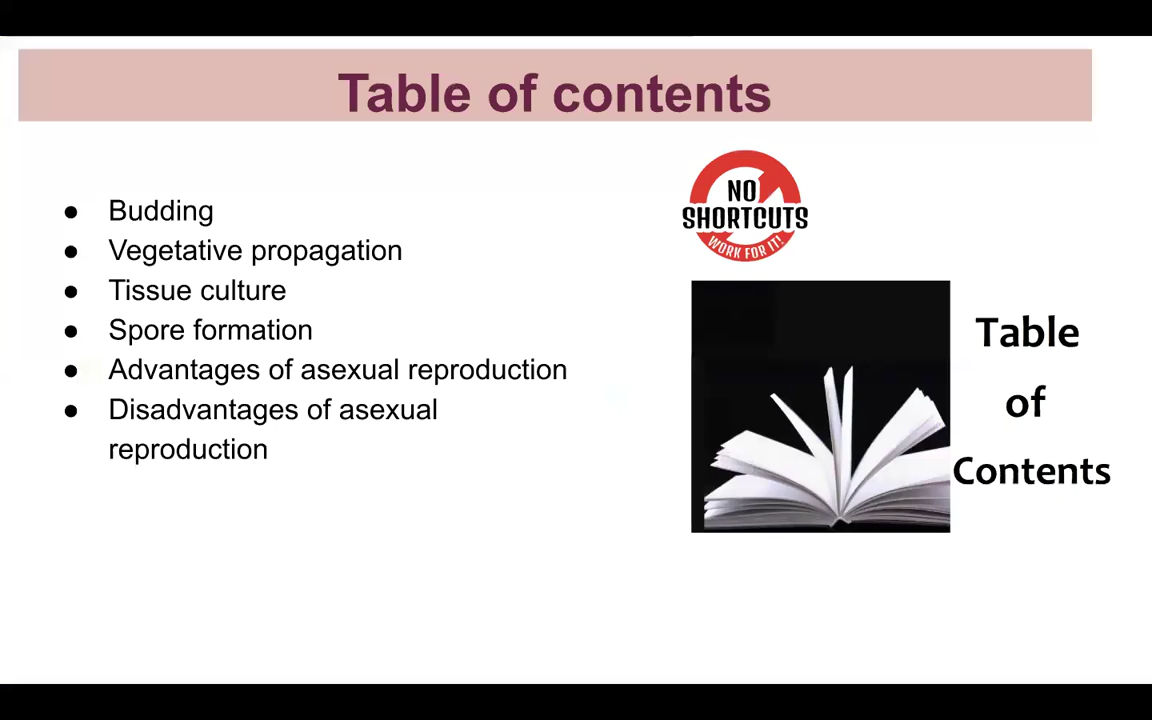 Table of contents
● Budding
● Vegetative propagation
● Tissue culture
● Spore formation
● Advantages of asexual reproduction
● Disadvantages of asexual
reproduction
NO
SHORTCUTS
WORK FOR IT!
Table
of
Contents